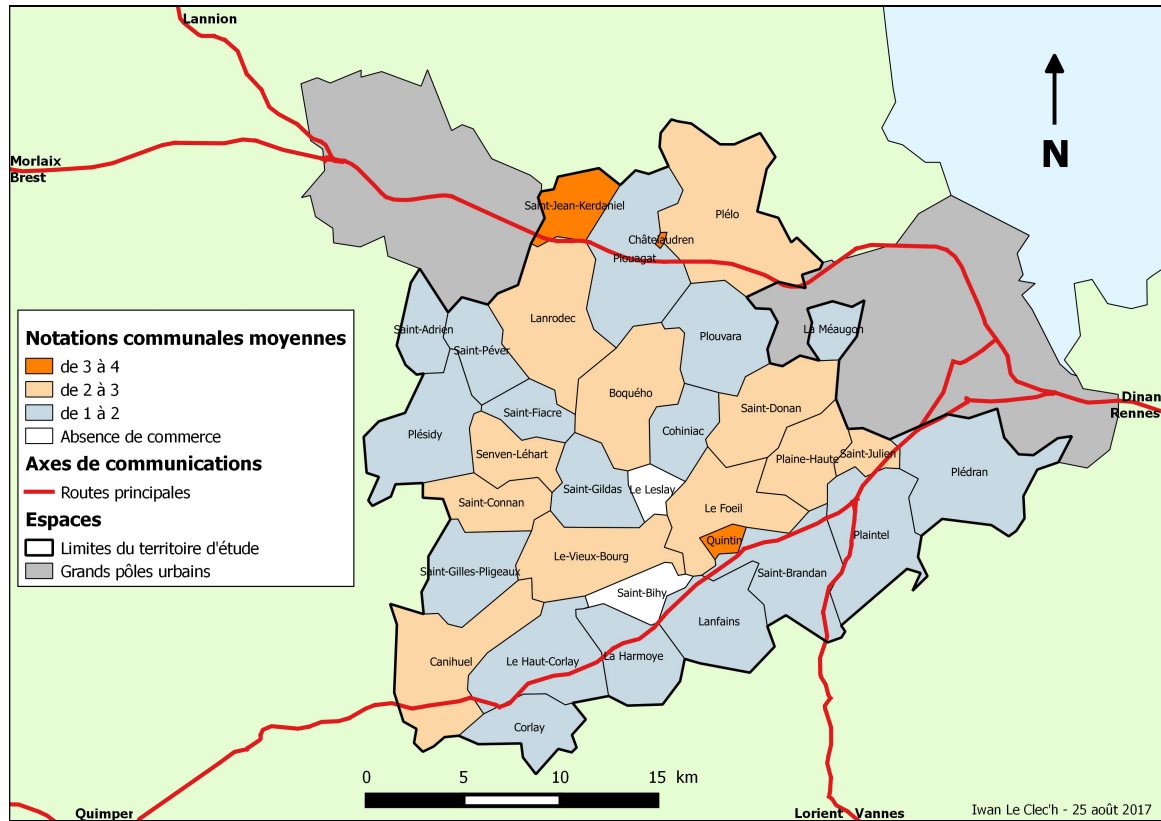 Lannion
Morlaix
Brest
N
Saint-Jean-Kerdaniel
Plélo
Châtelaudren
Plouagat
Lanrodec
Saint-Adrien
Saint-Péver
Plouvara
La Méaugon
Boquého
Saint-Fiacre
Saint-Donan
Cohiniac
Plésidy
Senven-Léhart
Plaine-Haute
Saint-Julien
Plédran
Dinan
Rennes
Saint-Connan
Saint-Gildas
Le Leslay
Le Foeil
Plaintel
Quintin
Le-Vieux-Bourg
Saint-Gilles-Pligeaux
Saint-Brandan
Saint-Bihy
Lanfains
Canihuel
Le Haut-Corlay
La Harmoye
Corlay
Notations communales moyennes
de 3 à 4
de 2 à 3
de 1 à 2
Absence de commerce
Axes de communications
Routes principales
Espaces
Limites du territoire d'étude
Grands pôles urbains
0 5 10 15 km
Quimper
Lorient Vannes
Iwan Le Clec'h - 25 août 2017